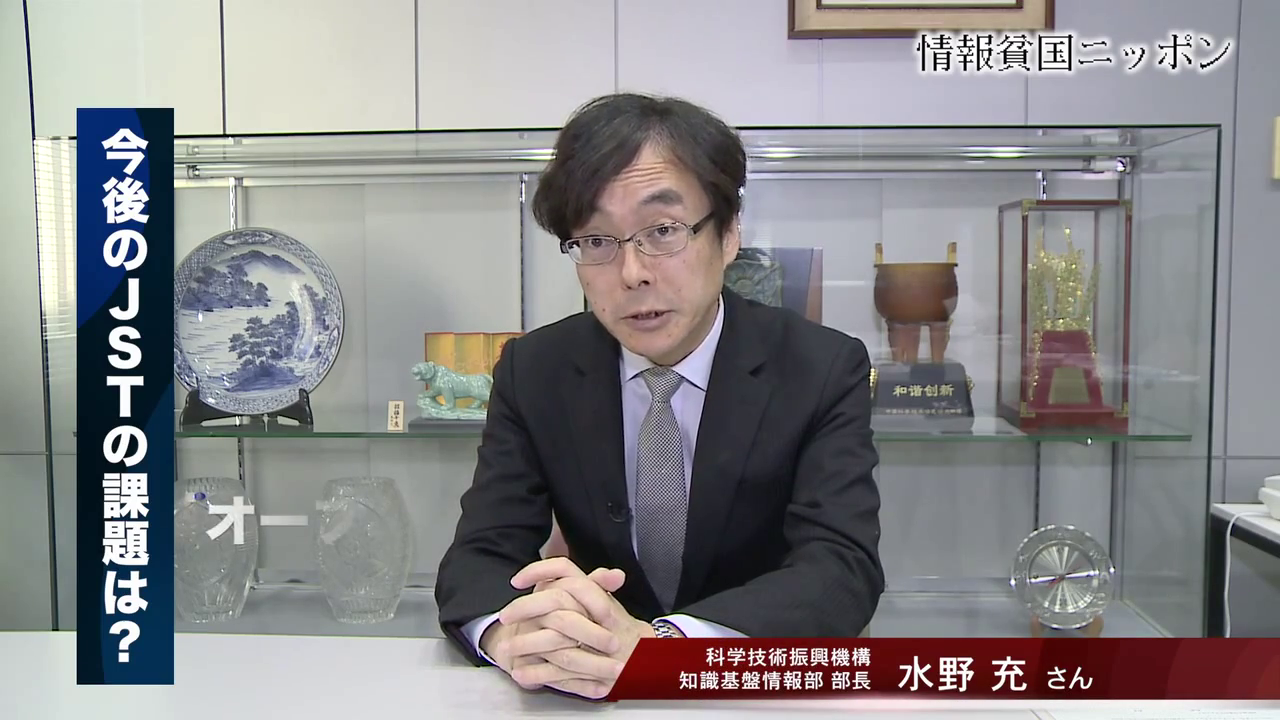 情報貧国ニッポン
今後のJSTの課題は?
和谐创新
オー
科学技術振興機構
知識基盤情報部 部長
水野 充 さん